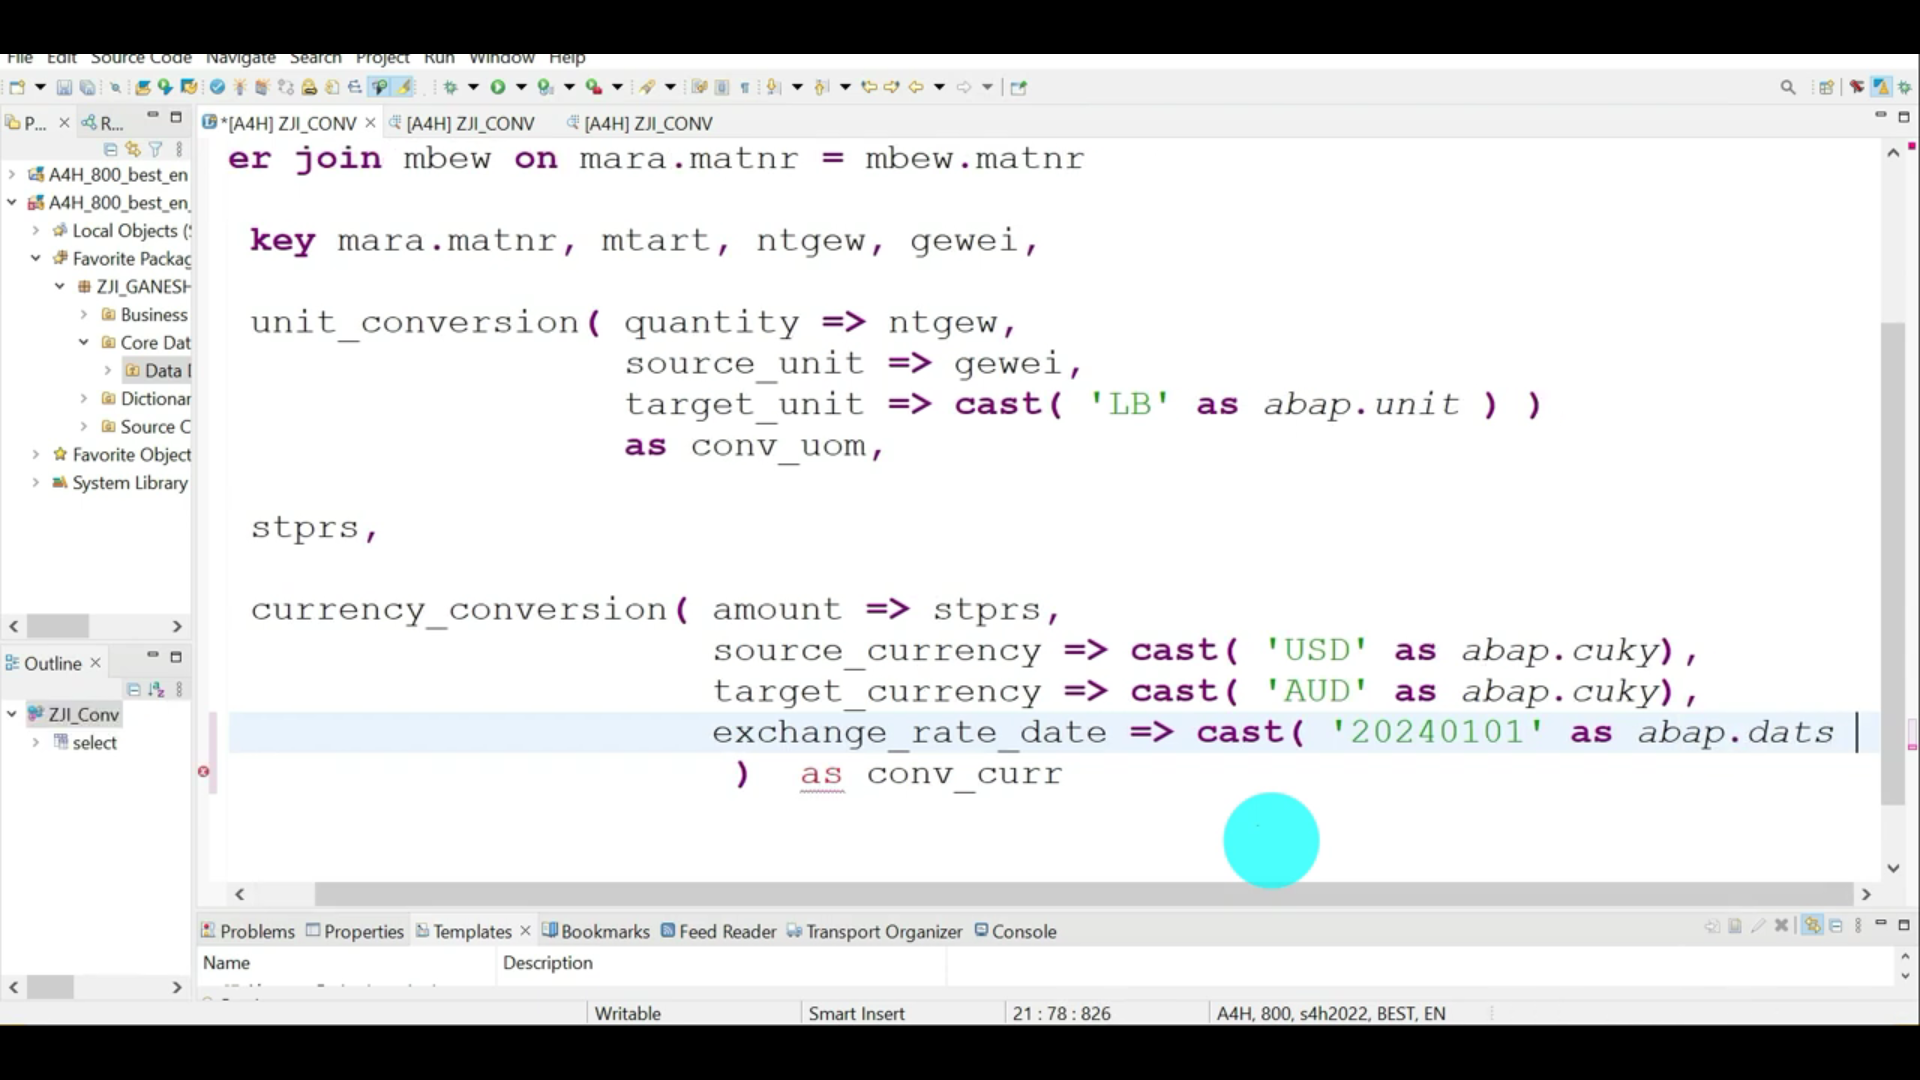 File Edit Source Code Navigate Search Project Run Window Help
P... R... *[A4H] ZJI_CONV [A4H] ZJI_CONV [A4H] ZJI_CONV
A4H_800_best_en
A4H_800_best_en_
Local Objects (
Favorite Packag
ZJI_GANESH
Business
Core Dat
Data
Dictionar
Source C
Favorite Object
System Library
er join mbew on mara.matnr = mbew.matnr
key mara.matnr, mtart, ntgew, gewei,
unit_conversion( quantity => ntgew,
source_unit => gewei,
target_unit => cast( 'LB' as abap.unit ) )
as conv_uom,
stprs,
currency_conversion( amount => stprs,
source_currency => cast( 'USD' as abap.cuky),
target_currency => cast( 'AUD' as abap.cuky),
exchange_rate_date => cast( '20240101' as abap.dats
) as conv_curr
Outline
ZJI_Conv
select
Problems Properties Templates Bookmarks Feed Reader Transport Organizer Console
Name Description
Writable Smart Insert 21 : 78 : 826 A4H, 800, s4h2022, BEST, EN